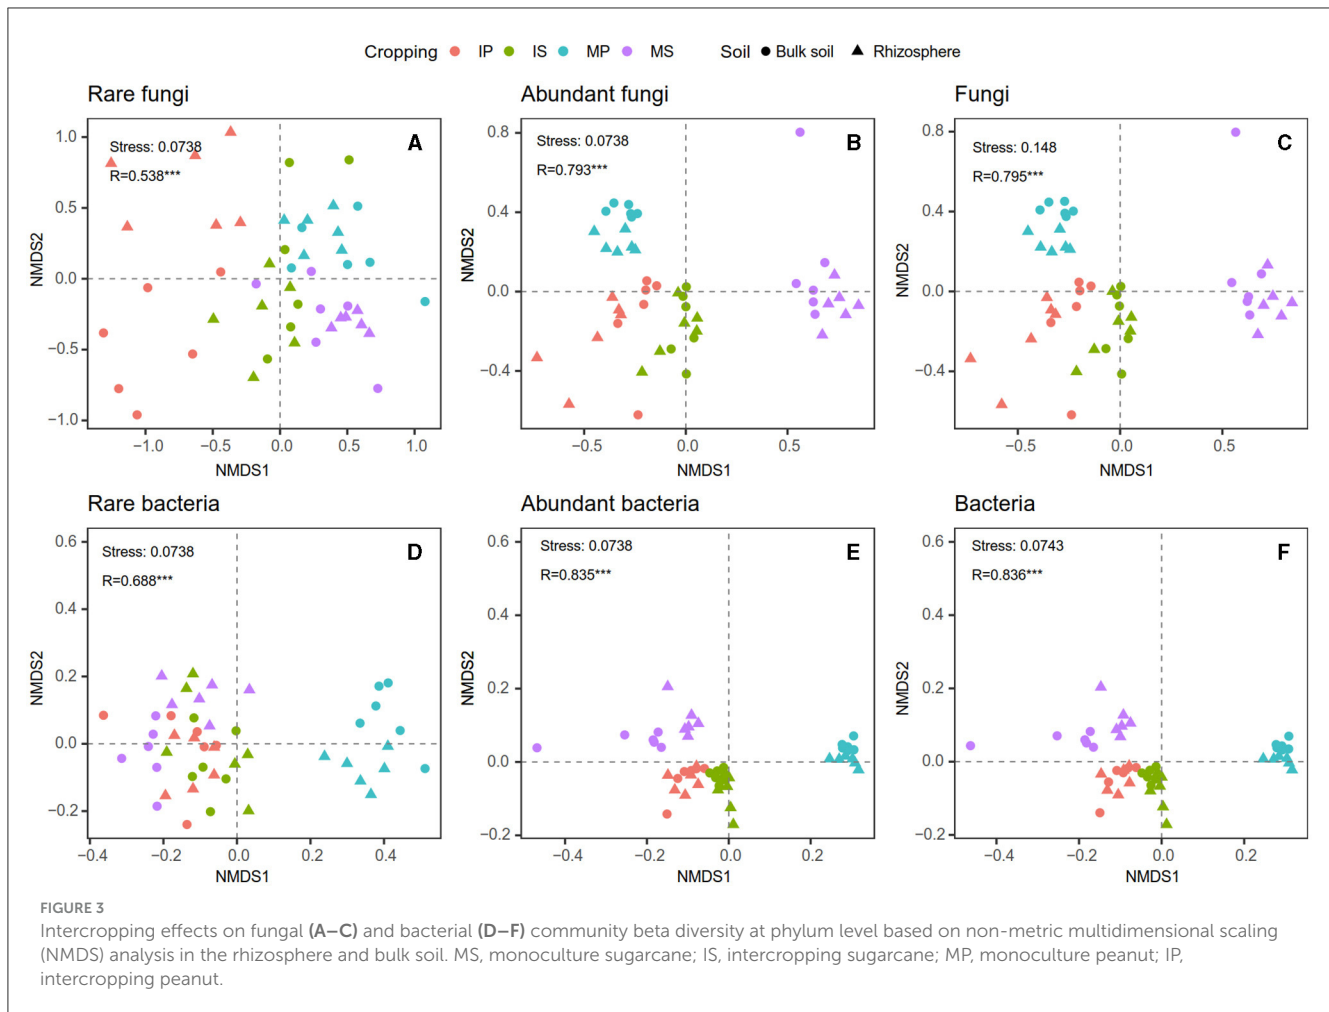 Cropping IP IS MP MS Soil Bulk soil Rhizosphere
Rare fungi
Stress: 0.0738
R=0.538***
A
1.0
0.5
0.0
−0.5
−1.0
NMDS2
−1.0 −0.5 0.0 0.5 1.0
NMDS1
Abundant fungi
Stress: 0.0738
R=0.793***
B
0.8
0.4
0.0
−0.4
NMDS2
−0.5 0.0 0.5
NMDS1
Fungi
Stress: 0.148
R=0.795***
C
0.8
0.4
0.0
−0.4
NMDS2
−0.5 0.0 0.5
NMDS1
Rare bacteria
Stress: 0.0738
R=0.688***
D
0.6
0.4
0.2
0.0
−0.2
NMDS2
−0.4 −0.2 0.0 0.2 0.4
NMDS1
Abundant bacteria
Stress: 0.0738
R=0.835***
E
0.6
0.4
0.2
0.0
−0.2
NMDS2
−0.4 −0.2 0.0 0.2
NMDS1
Bacteria
Stress: 0.0743
R=0.836***
F
0.6
0.4
0.2
0.0
−0.2
NMDS2
−0.4 −0.2 0.0 0.2
NMDS1
FIGURE 3
Intercropping effects on fungal (A–C) and bacterial (D–F) community beta diversity at phylum level based on non-metric multidimensional scaling
(NMDS) analysis in the rhizosphere and bulk soil. MS, monoculture sugarcane; IS, intercropping sugarcane; MP, monoculture peanut; IP,
intercropping peanut.